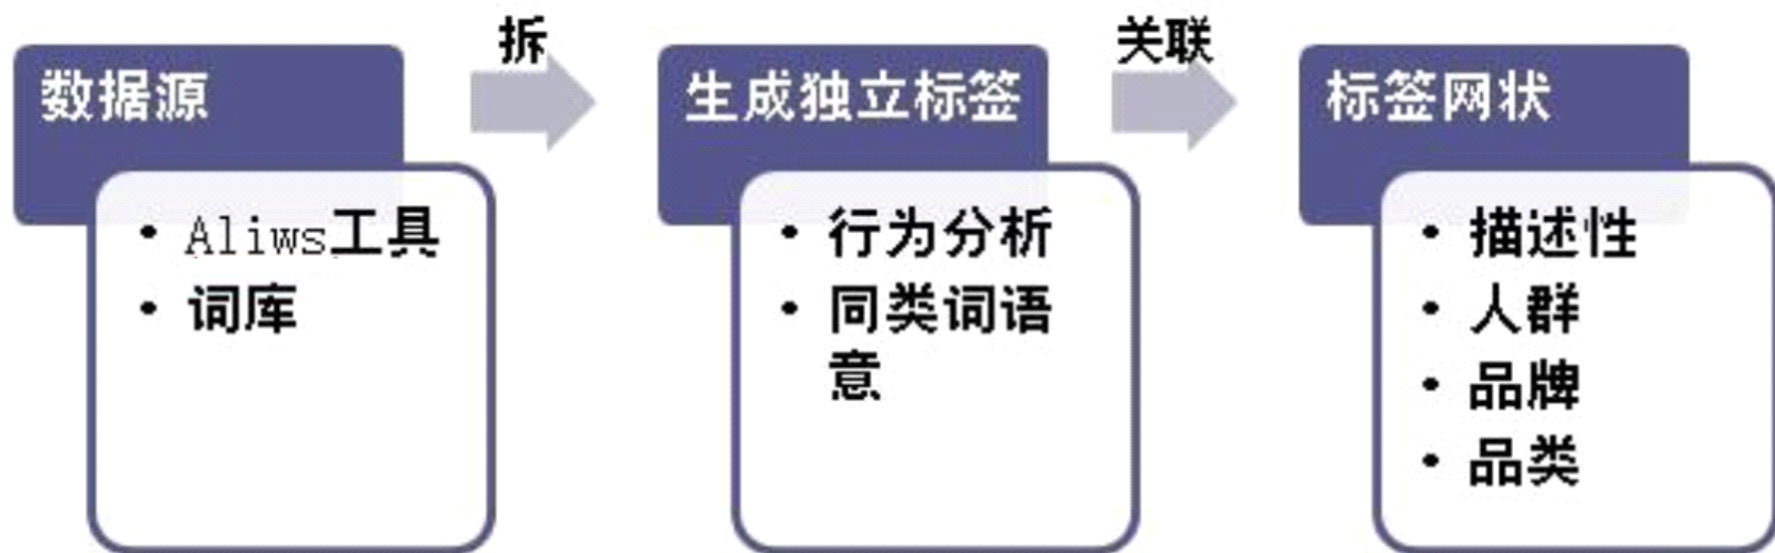 数据源
拆
生成独立标签
关联
标签网状
• Aliws工具
• 词库
• 行为分析
• 同类词语
意
• 描述性
• 人群
• 品牌
• 品类